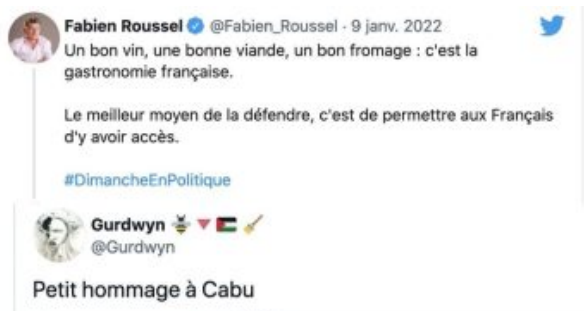 Fabien Roussel @Fabien_Roussel · 9 janv. 2022
Un bon vin, une bonne viande, un bon fromage : c'est la
gastronomie française.
Le meilleur moyen de la défendre, c'est de permettre aux Français
d'y avoir accès.
#DimancheEnPolitique
Gurdwyn 🐝🔻🇵🇸🧹
@Gurdwyn
Petit hommage à Cabu